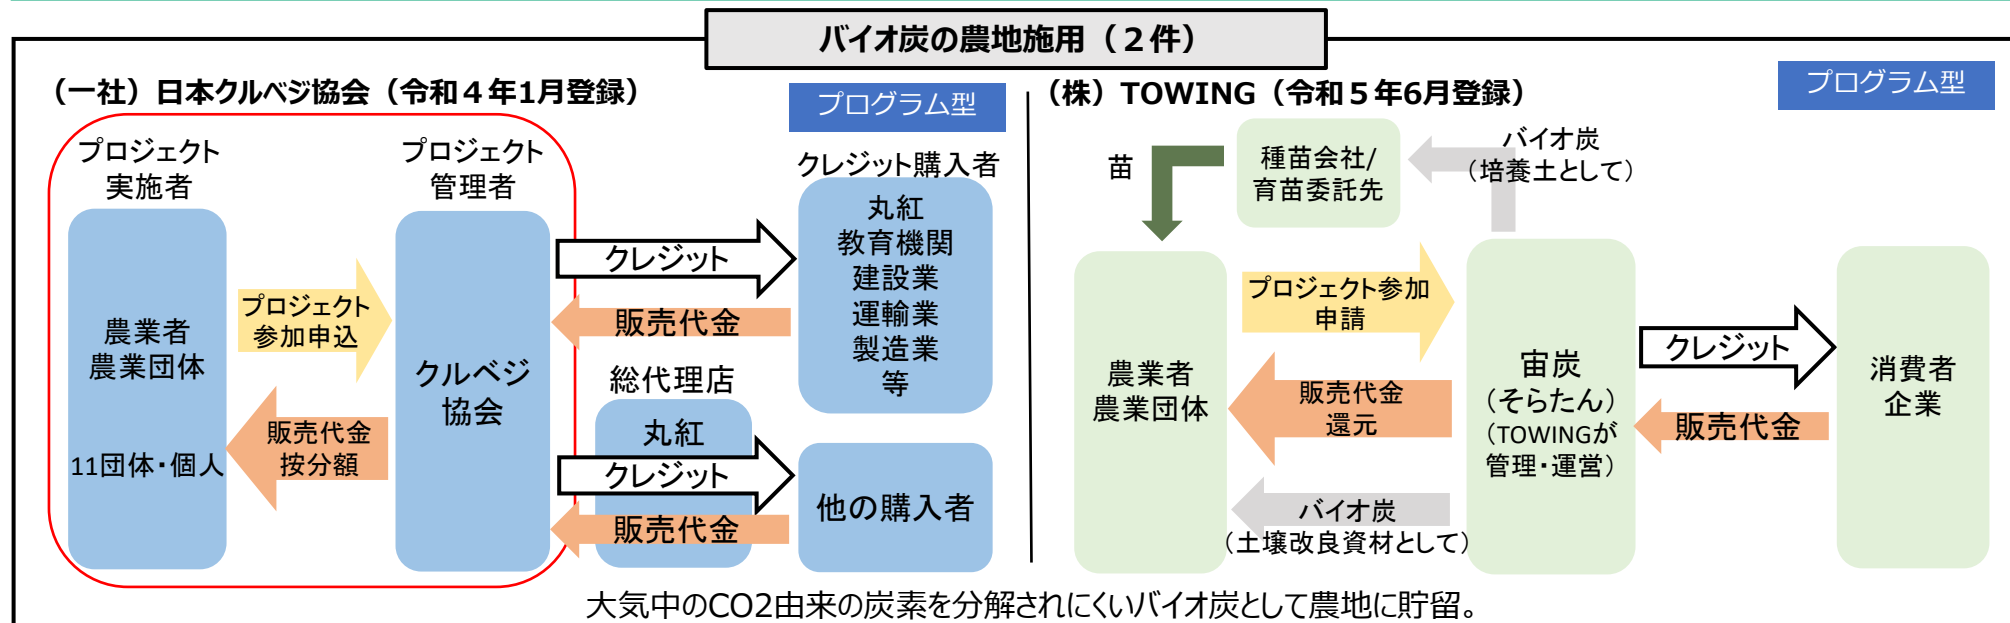 バイオ炭の農地施用（２件）
（一社）日本クルベジ協会（令和４年1月登録）
プログラム型
プロジェクト
実施者
プロジェクト
管理者
クレジット購入者
農業者
農業団体
11団体・個人
プロジェクト
参加申込
販売代金
按分額
クルベジ
協会
クレジット
販売代金
丸紅
教育機関
建設業
運輸業
製造業
等
総代理店
丸紅
クレジット
販売代金
他の購入者
（株）TOWING（令和５年6月登録）
プログラム型
苗
種苗会社/
育苗委託先
バイオ炭
（培養土として）
農業者
農業団体
プロジェクト参加
申請
販売代金
還元
バイオ炭
（土壌改良資材として）
宙炭
（そらたん）
（TOWINGが
管理・運営）
クレジット
販売代金
消費者
企業
大気中のCO2由来の炭素を分解されにくいバイオ炭として農地に貯留。